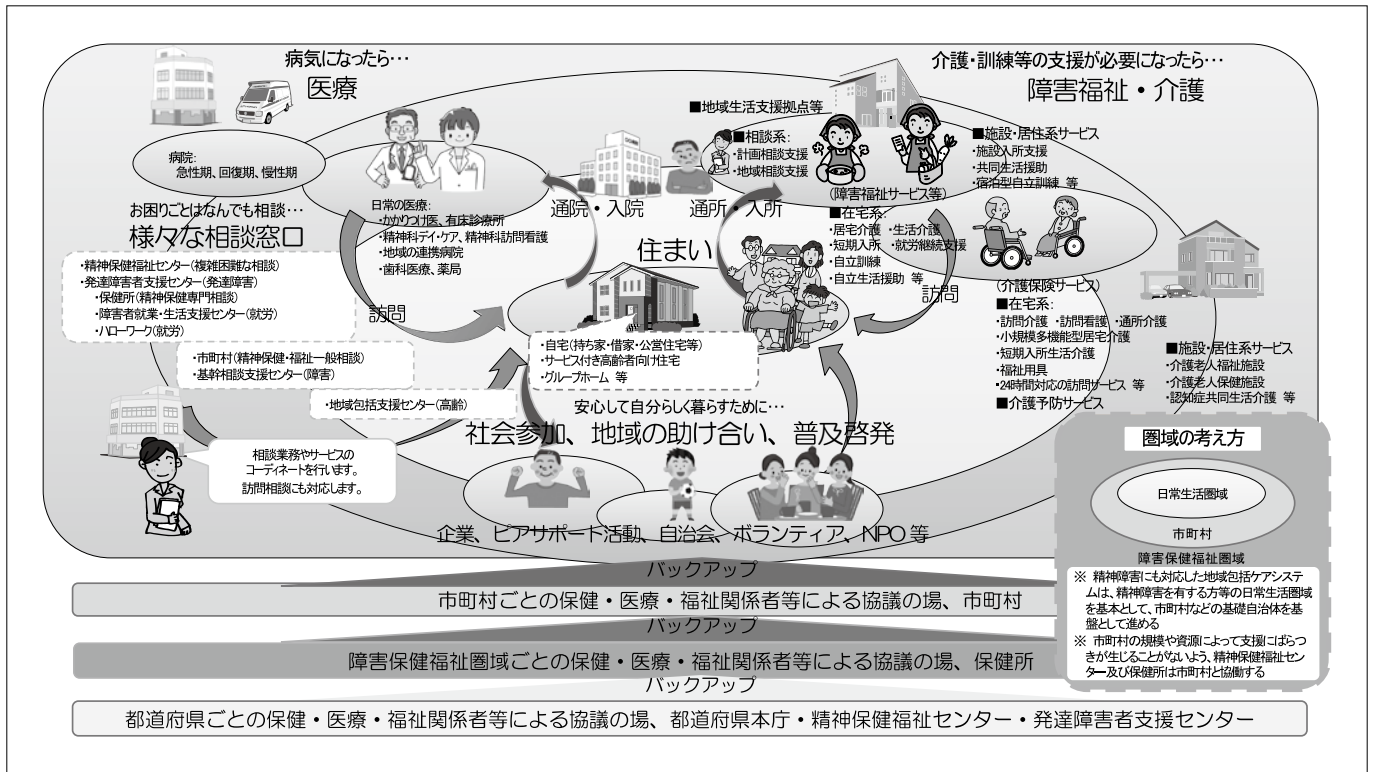 病気になったら…
医療
病院:
急性期、回復期、慢性期
日常の医療:
・かかりつけ医、有床診療所
・精神科デイ・ケア、精神科訪問看護
・地域の連携病院
・歯科医療、薬局
お困りごとはなんでも相談…
様々な相談窓口
・精神保健福祉センター(複雑困難な相談)
・発達障害者支援センター(発達障害)
・保健所(精神保健専門相談)
・障害者就業・生活支援センター(就労)
・ハローワーク(就労)
・市町村(精神保健・福祉一般相談)
・基幹相談支援センター(障害)
・地域包括支援センター(高齢)
相談業務やサービスの
コーディネートを行います。
訪問相談にも対応します。
訪問
通院・入院
通所・入所
住まい
・自宅(持ち家・借家・公営住宅等)
・サービス付き高齢者向け住宅
・グループホーム 等
訪問
介護・訓練等の支援が必要になったら…
障害福祉・介護
■地域生活支援拠点等
■相談系:
・計画相談支援
・地域相談支援
(障害福祉サービス等)
■在宅系:
・居宅介護 ・生活介護
・短期入所 ・就労継続支援
・自立訓練
・自立生活援助 等
■施設・居住系サービス
・施設入所支援
・共同生活援助
・宿泊型自立訓練 等
(介護保険サービス)
■在宅系:
・訪問介護 ・訪問看護 ・通所介護
・小規模多機能型居宅介護
・短期入所生活介護
・福祉用具
・24時間対応の訪問サービス 等
■介護予防サービス
■施設・居住系サービス
・介護老人福祉施設
・介護老人保健施設
・認知症共同生活介護 等
安心して自分らしく暮らすために…
社会参加、地域の助け合い、普及啓発
企業、ピアサポート活動、自治会、ボランティア、NPO 等
圏域の考え方
日常生活圏域
市町村
障害保健福祉圏域
※ 精神障害にも対応した地域包括ケアシステ
ムは、精神障害を有する方等の日常生活圏域
を基本として、市町村などの基礎自治体を基
盤として進める
※ 市町村の規模や資源によって支援にばらつ
きが生じることがないよう、精神保健福祉セン
ター及び保健所は市町村と協働する
バックアップ
市町村ごとの保健・医療・福祉関係者等による協議の場、市町村
バックアップ
障害保健福祉圏域ごとの保健・医療・福祉関係者等による協議の場、保健所
バックアップ
都道府県ごとの保健・医療・福祉関係者等による協議の場、都道府県本庁・精神保健福祉センター・発達障害者支援センター